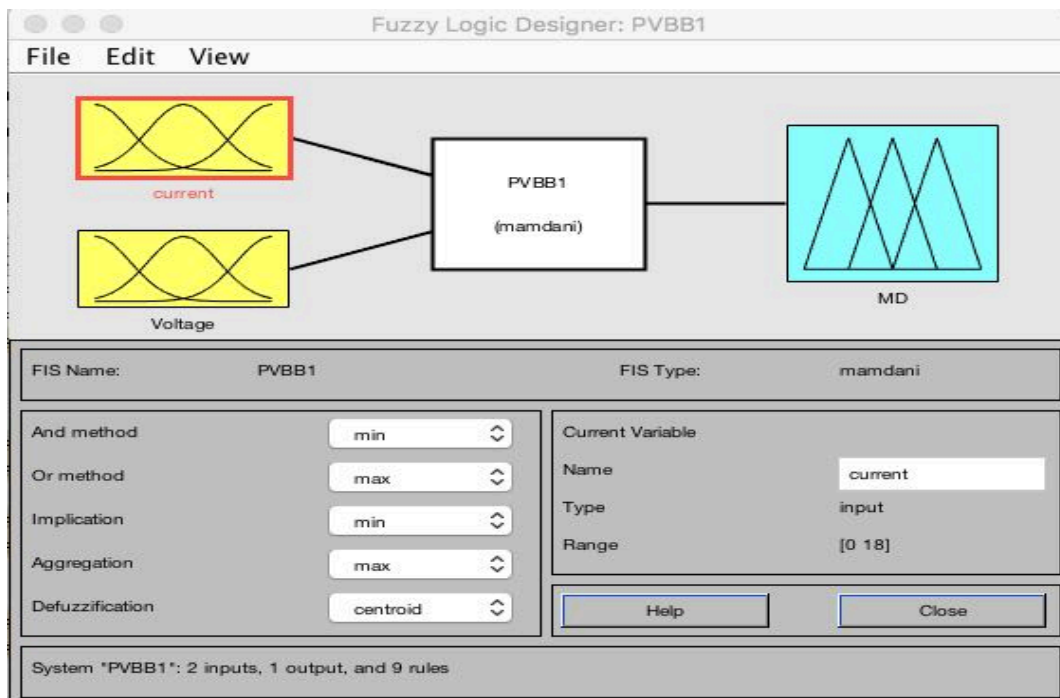 Fuzzy Logic Designer: PVBB1
File Edit View
current
Voltage
PVBB1
(mamdani)
MD
FIS Name: PVBB1 FIS Type: mamdani
And method min
Or method max
Implication min
Aggregation max
Defuzzification centroid
Current Variable
Name current
Type input
Range [0 18]
Help Close
System "PVBB1": 2 inputs, 1 output, and 9 rules